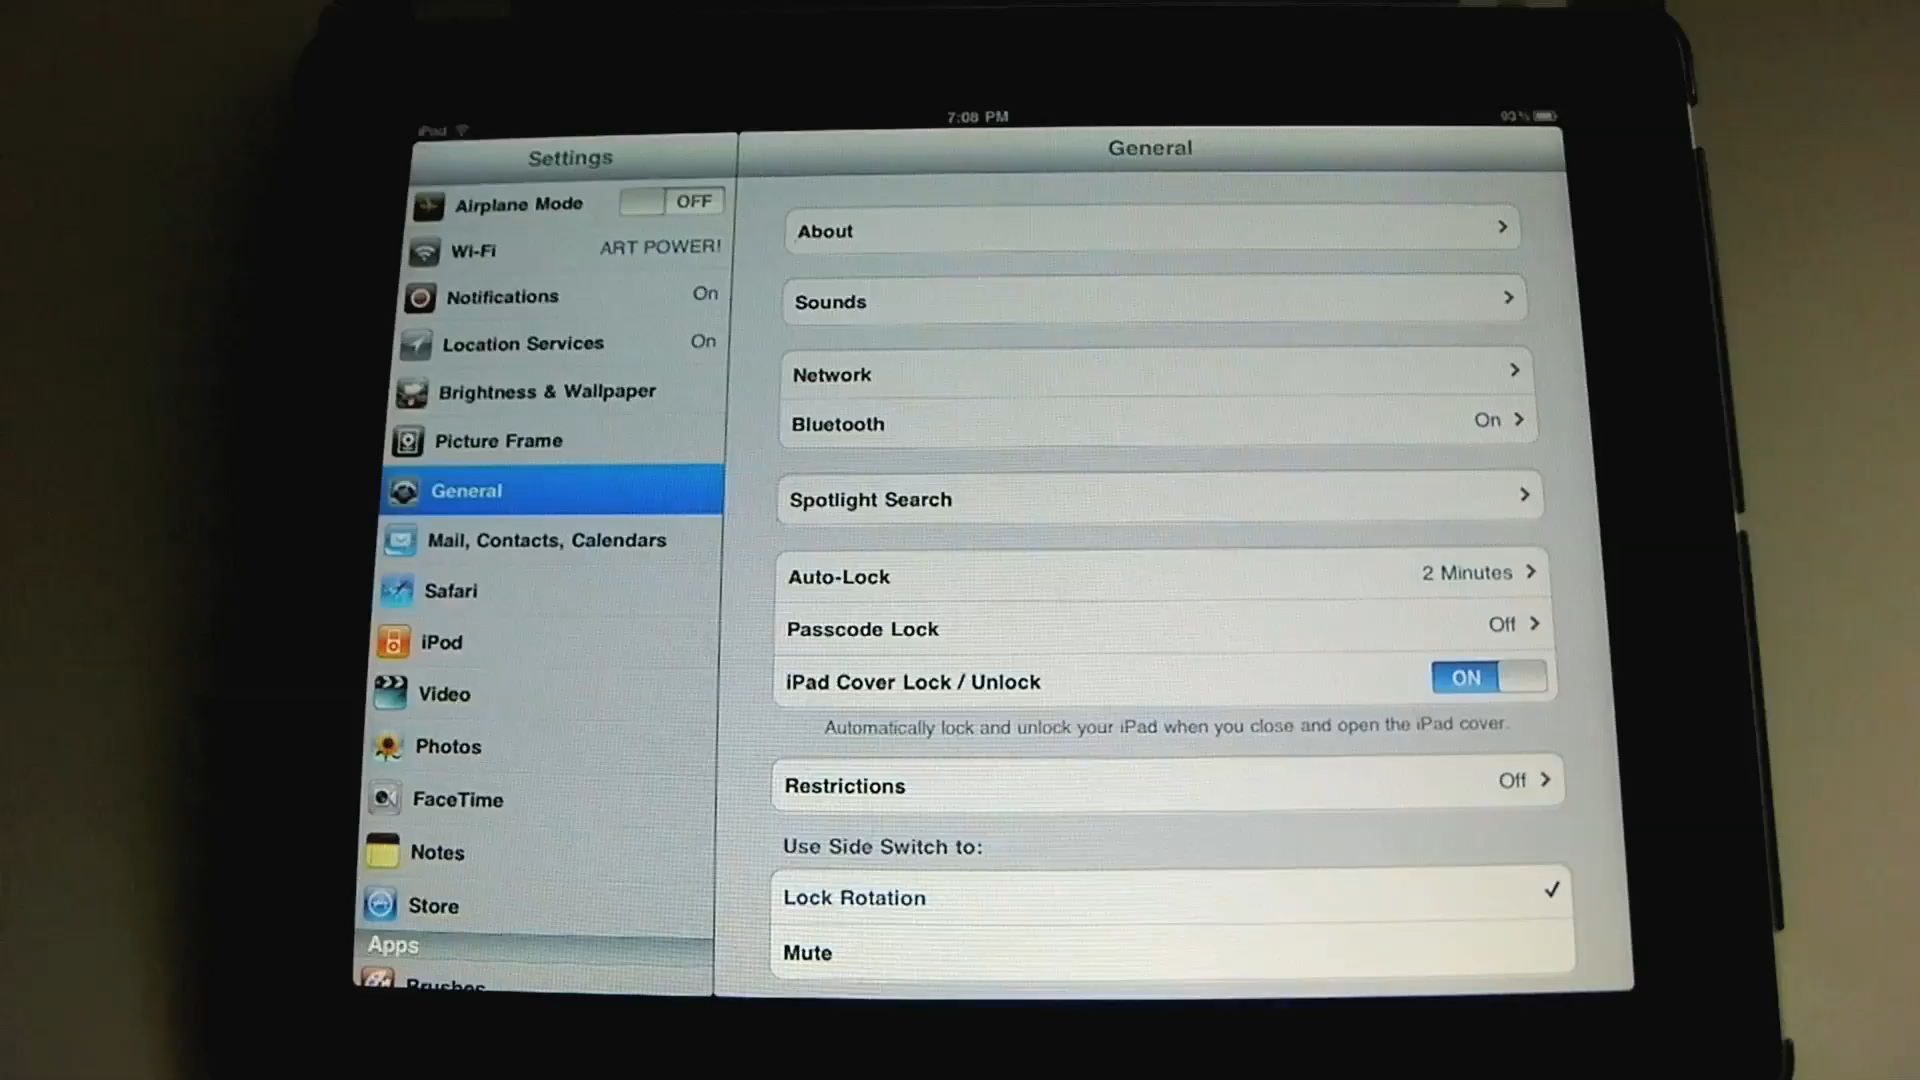 iPad
7:08 PM
93%
Settings
General
Airplane Mode OFF
Wi-Fi ART POWER!
Notifications On
Location Services On
Brightness & Wallpaper
Picture Frame
General
Mail, Contacts, Calendars
Safari
iPod
Video
Photos
FaceTime
Notes
Store
Apps
Brushes
About
Sounds
Network
Bluetooth On
Spotlight Search
Auto-Lock 2 Minutes
Passcode Lock Off
iPad Cover Lock / Unlock ON
Automatically lock and unlock your iPad when you close and open the iPad cover.
Restrictions Off
Use Side Switch to:
Lock Rotation
Mute